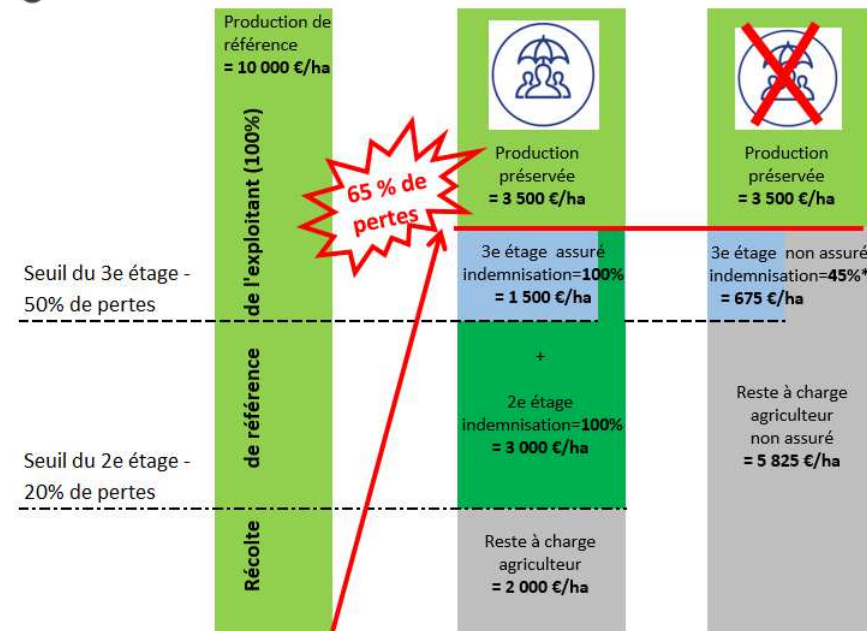 Production de
référence
= 10 000 €/ha
Récolte de référence de l'exploitant (100%)
65 % de
pertes
Seuil du 3e étage -
50% de pertes
Seuil du 2e étage -
20% de pertes
Production
préservée
= 3 500 €/ha
3e étage assuré
indemnisation=100%
= 1 500 €/ha
+
2e étage
indemnisation=100%
= 3 000 €/ha
Reste à charge
agriculteur
= 2 000 €/ha
Production
préservée
= 3 500 €/ha
3e étage non assuré
indemnisation=45%*
= 675 €/ha
Reste à charge
agriculteur
non assuré
= 5 825 €/ha